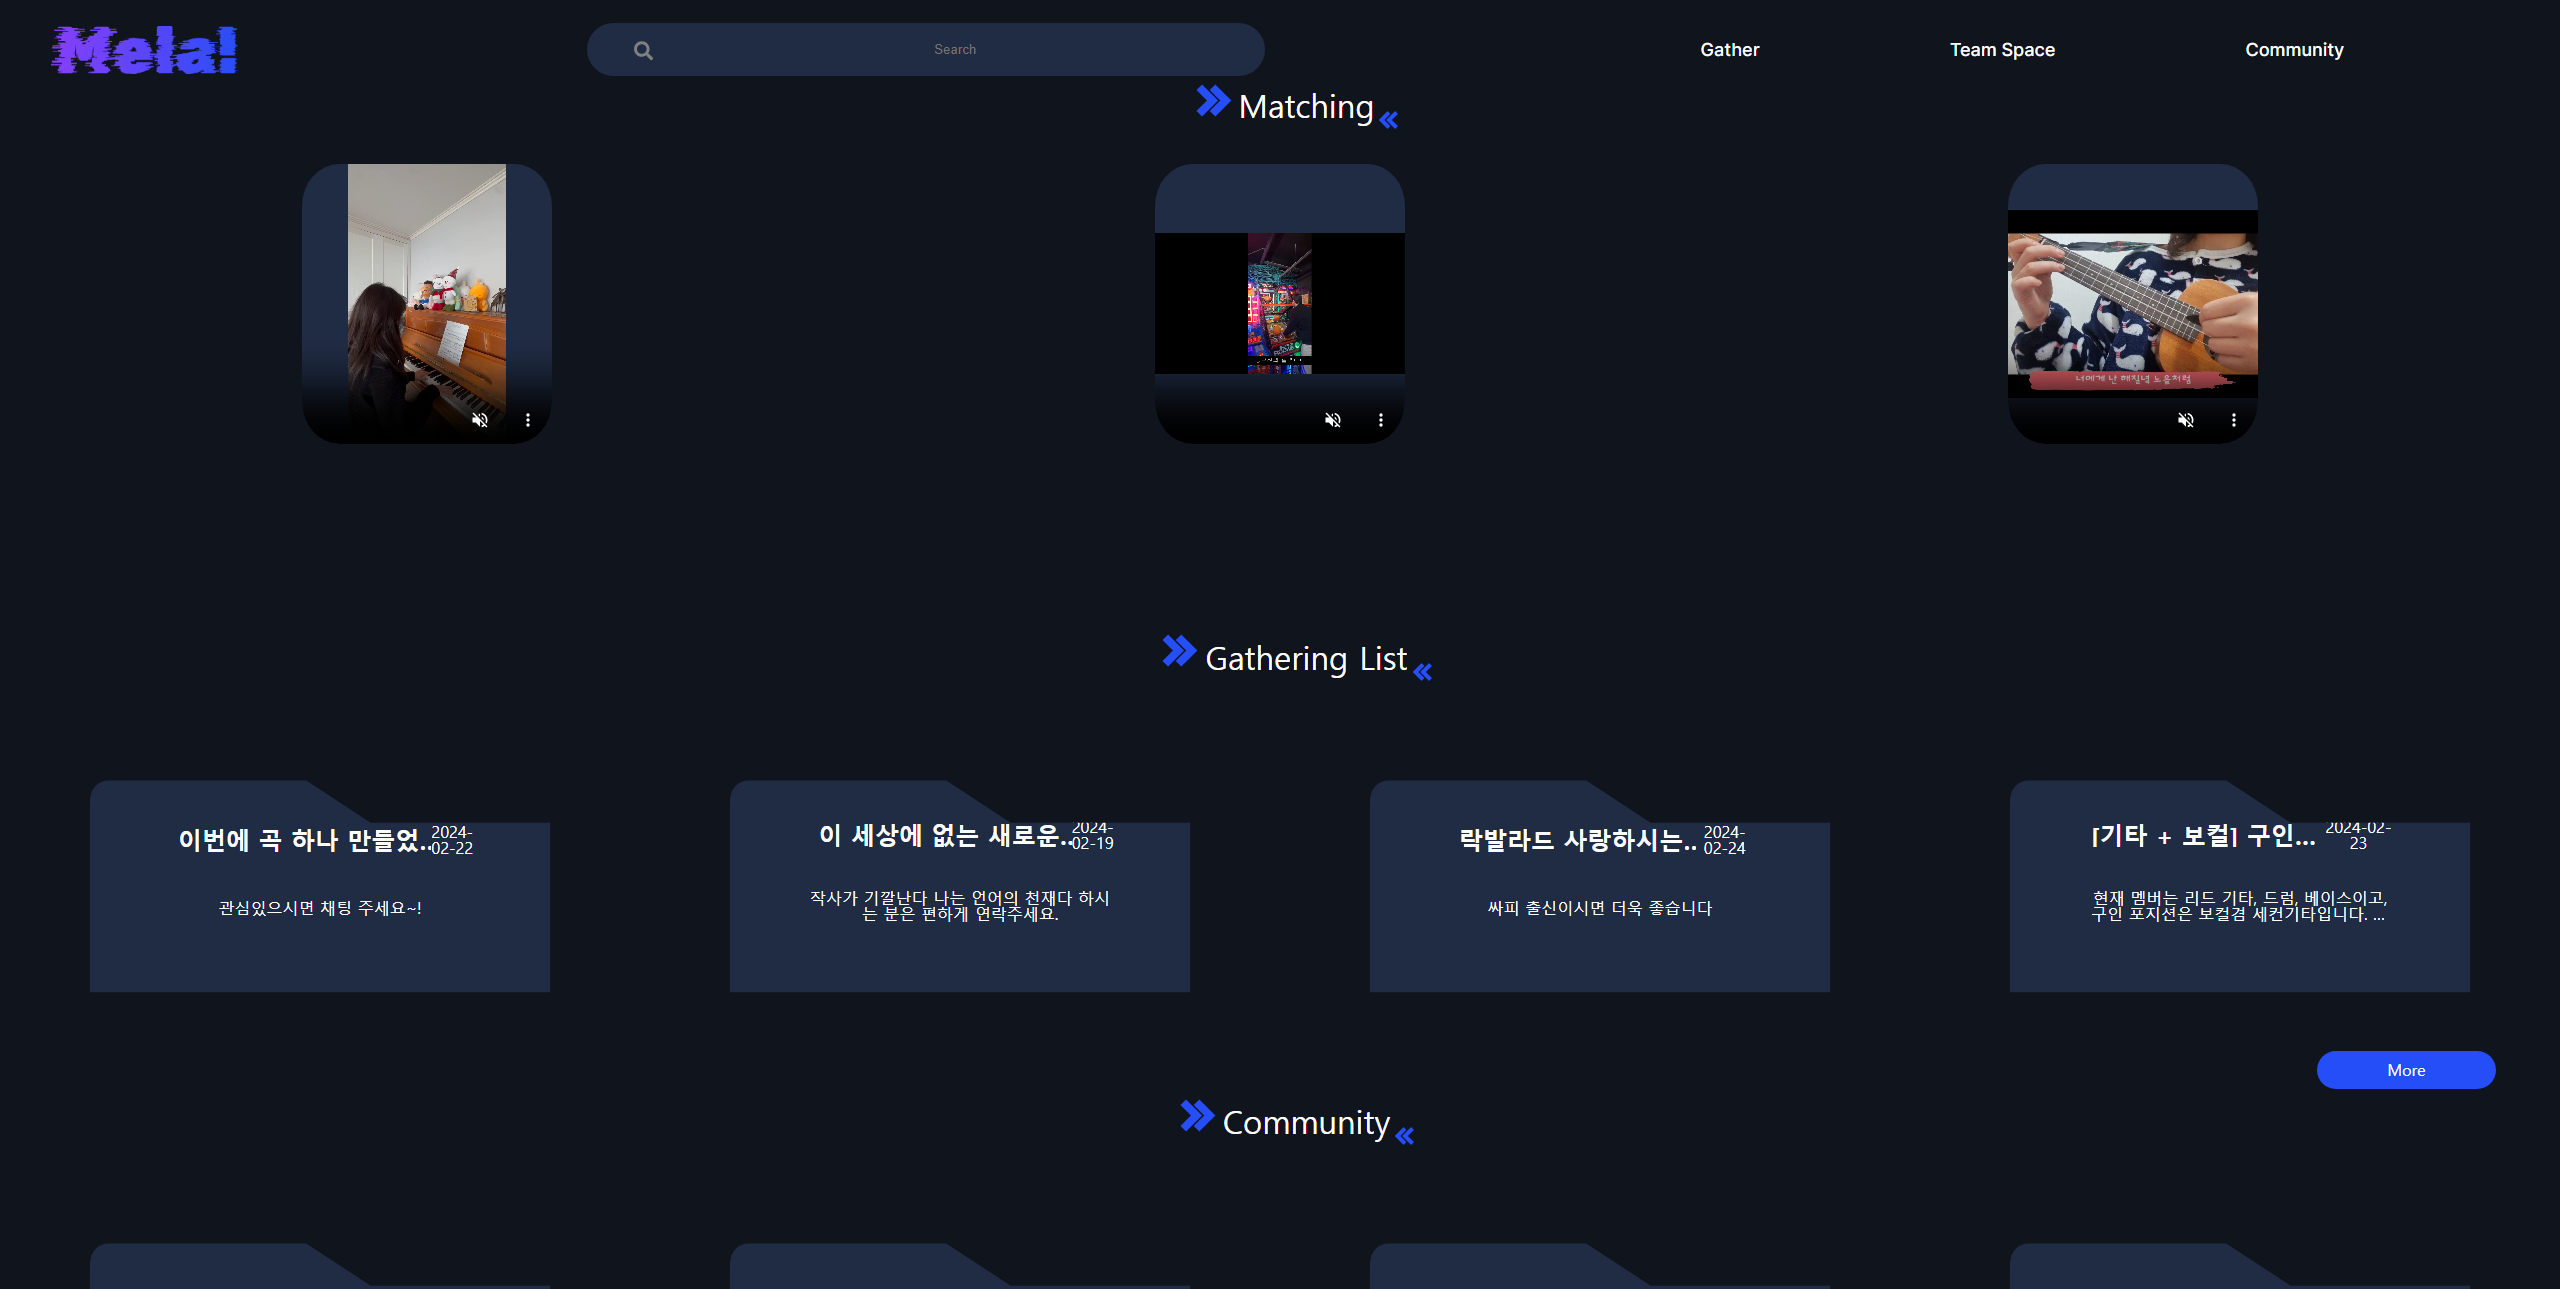 Mela!
Search
Gather
Team Space
Community
Matching
너에게 난 해질녘 노을처럼
Gathering List
이번에 곡 하나 만들었..
2024-
02-22
관심있으시면 채팅 주세요~!
이 세상에 없는 새로운..
2024-
02-19
작사가 기깔난다 나는 언어의 천재다 하시
는 분은 편하게 연락주세요.
락발라드 사랑하시는..
2024-
02-24
싸피 출신이시면 더욱 좋습니다
[기타 + 보컬] 구인...
2024-02-
23
현재 멤버는 리드 기타, 드럼, 베이스이고,
구인 포지션은 보컬겸 세컨기타입니다. ...
More
Community